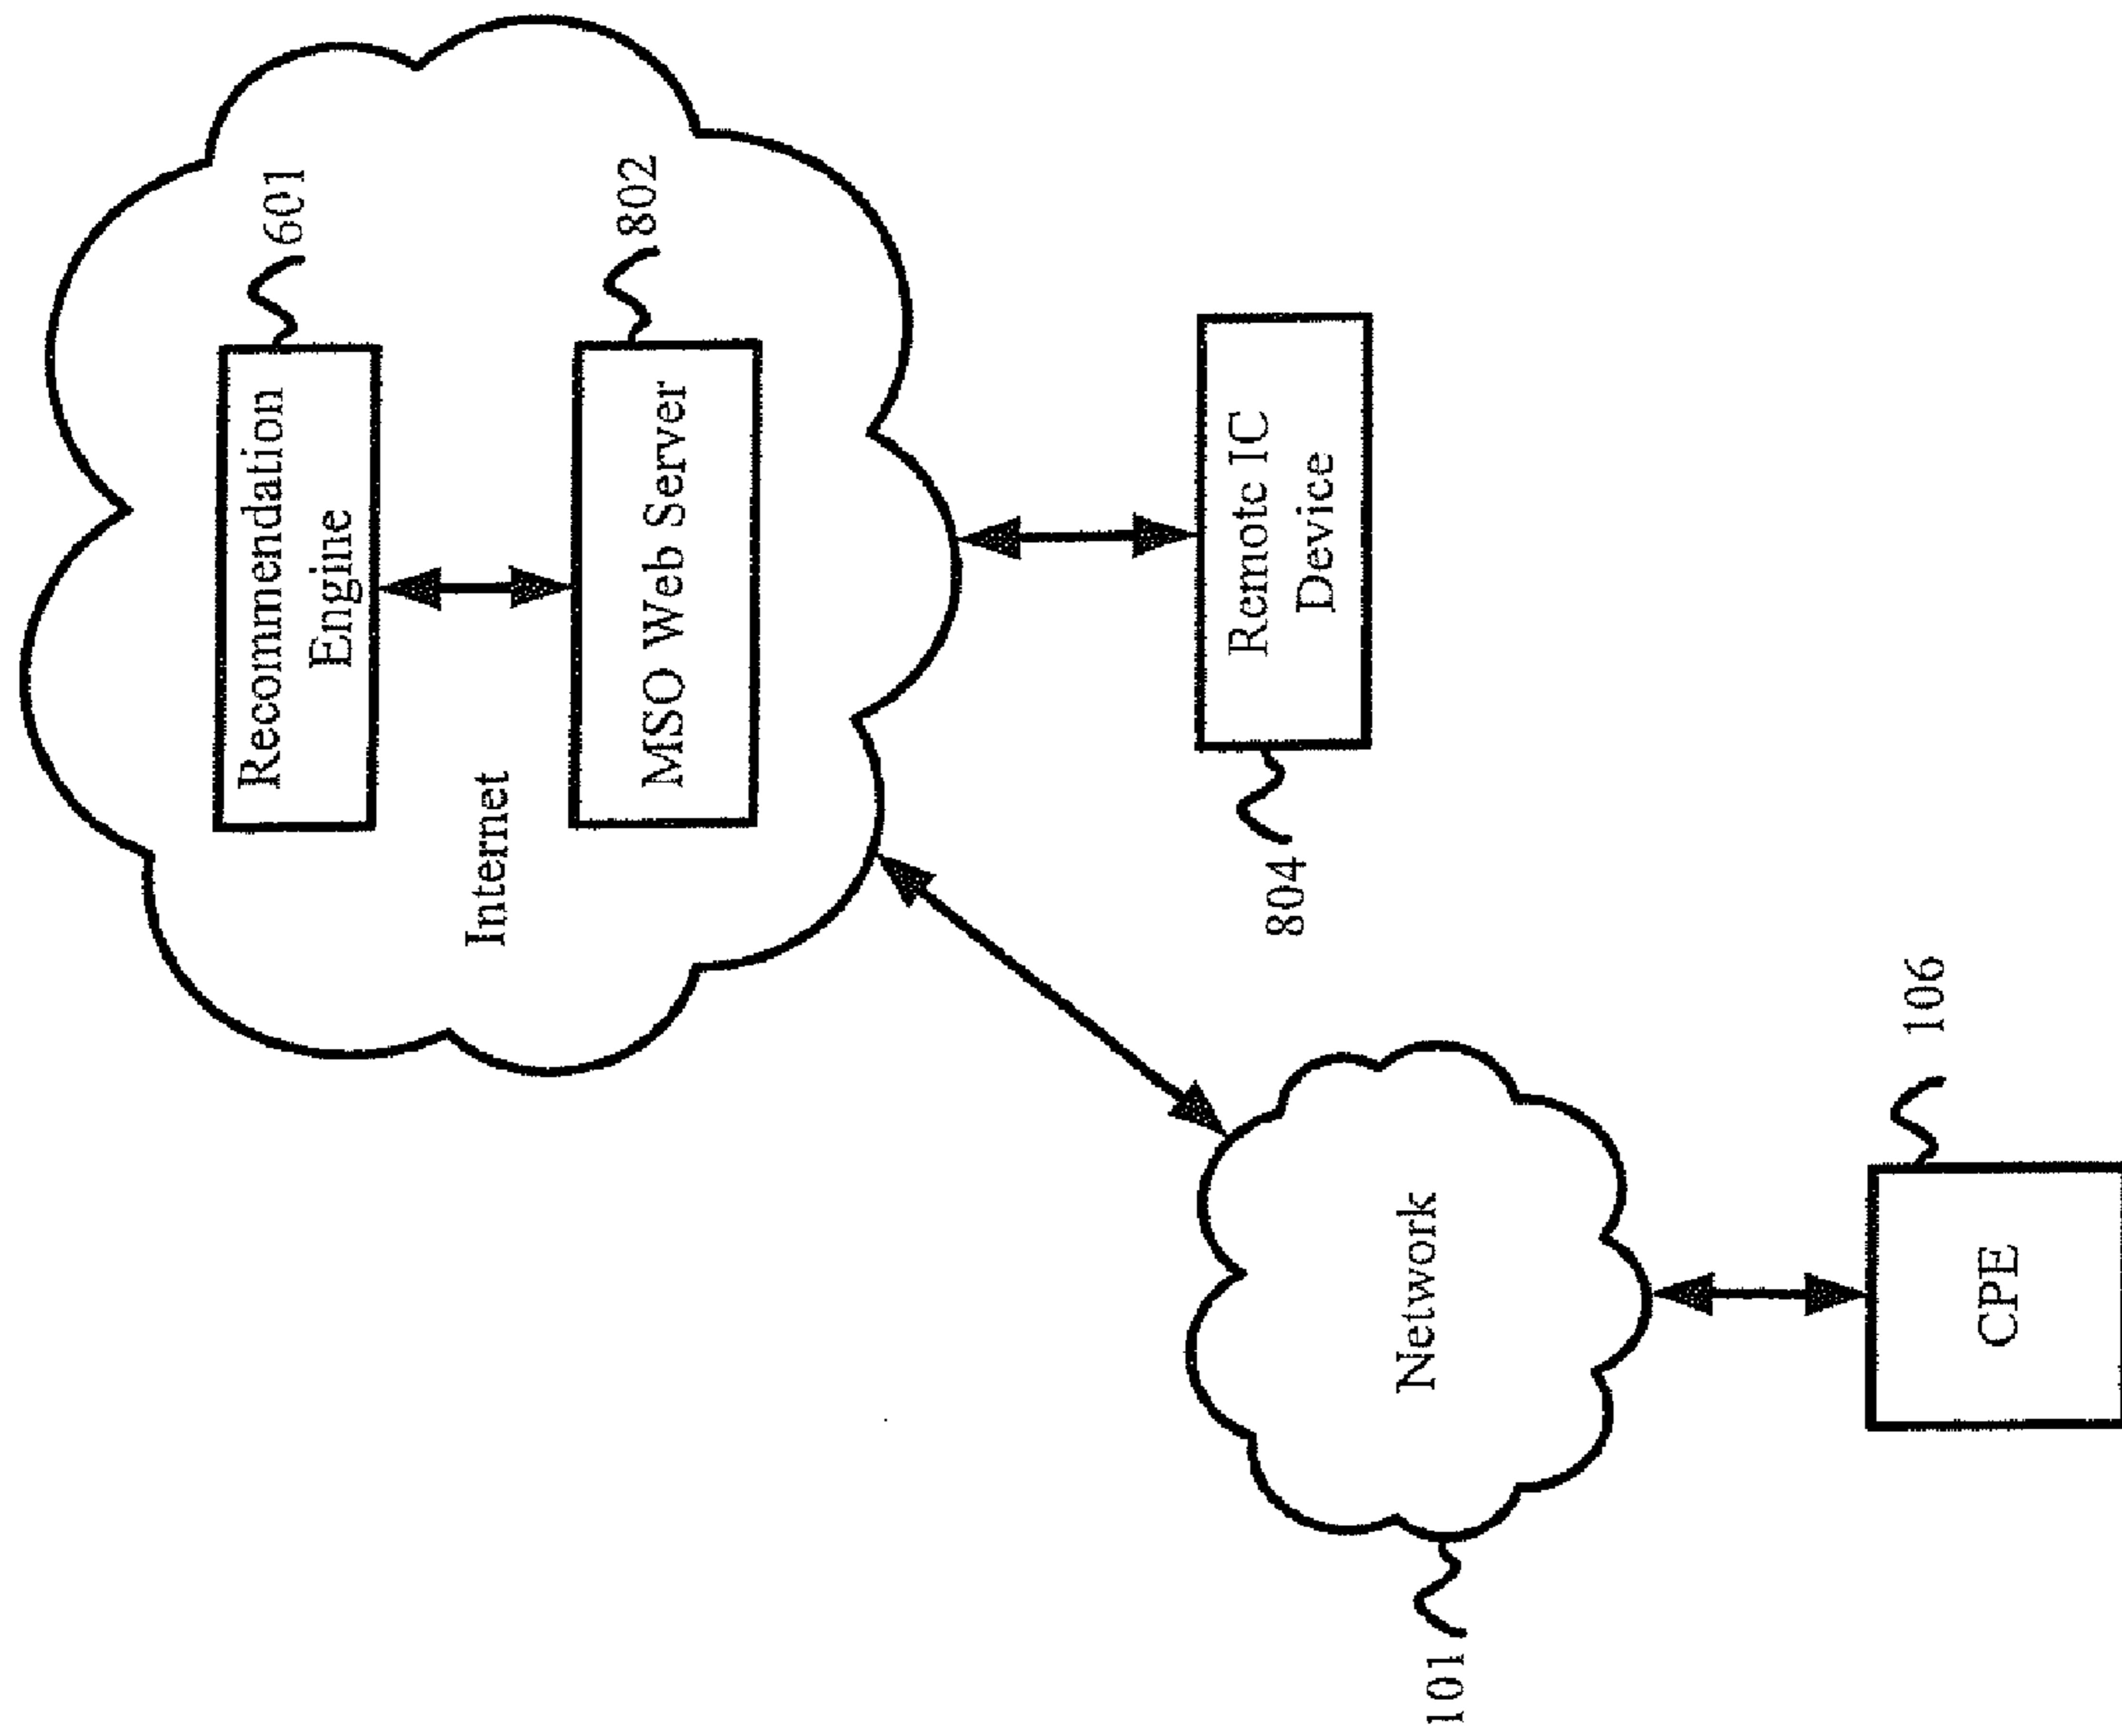 Recommendation
Engine
601
Internet
MSO Web Server
802
Remote IC
Device
804
Network
101
CPE
106